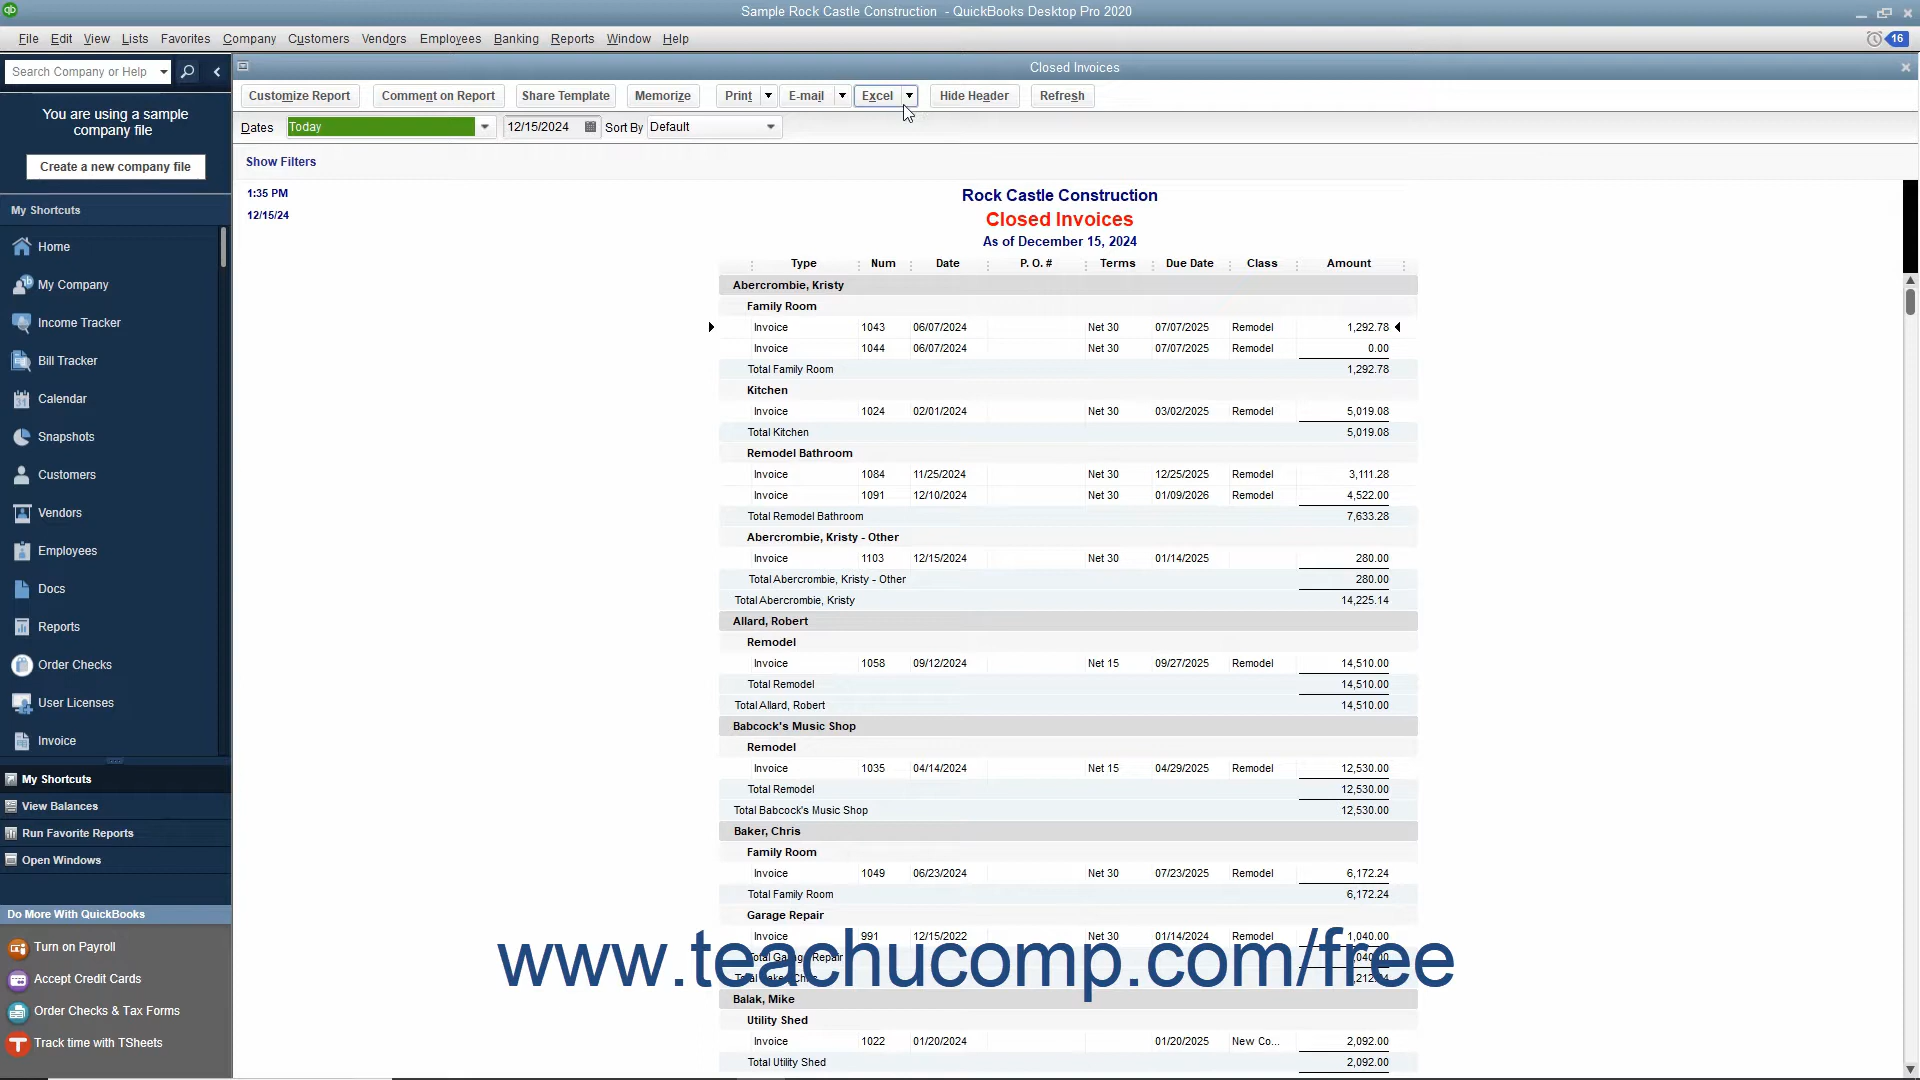 Sample Rock Castle Construction - QuickBooks Desktop Pro 2020
File Edit View Lists Favorites Company Customers Vendors Employees Banking Reports Window Help
16
Search Company or Help
Closed Invoices
You are using a sample company file
Create a new company file
My Shortcuts
Home
My Company
Income Tracker
Bill Tracker
Calendar
Snapshots
Customers
Vendors
Employees
Docs
Reports
Order Checks
User Licenses
Invoice
My Shortcuts
View Balances
Run Favorite Reports
Open Windows
Do More With QuickBooks
Turn on Payroll
Accept Credit Cards
Order Checks & Tax Forms
Track time with TSheets
Customize Report Comment on Report Share Template Memorize Print E-mail Excel Hide Header Refresh
Dates Today 12/15/2024 Sort By Default
Show Filters
1:35 PM
12/15/24
Rock Castle Construction
Closed Invoices
As of December 15, 2024
Type Num Date P. O. # Terms Due Date Class Amount
Abercrombie, Kristy
Family Room
Invoice 1043 06/07/2024 Net 30 07/07/2025 Remodel 1,292.78
Invoice 1044 06/07/2024 Net 30 07/07/2025 Remodel 0.00
Total Family Room 1,292.78
Kitchen
Invoice 1024 02/01/2024 Net 30 03/02/2025 Remodel 5,019.08
Total Kitchen 5,019.08
Remodel Bathroom
Invoice 1084 11/25/2024 Net 30 12/25/2025 Remodel 3,111.28
Invoice 1091 12/10/2024 Net 30 01/09/2026 Remodel 4,522.00
Total Remodel Bathroom 7,633.28
Abercrombie, Kristy - Other
Invoice 1103 12/15/2024 Net 30 01/14/2025 280.00
Total Abercrombie, Kristy - Other 280.00
Total Abercrombie, Kristy 14,225.14
Allard, Robert
Remodel
Invoice 1058 09/12/2024 Net 15 09/27/2025 Remodel 14,510.00
Total Remodel 14,510.00
Total Allard, Robert 14,510.00
Babcock's Music Shop
Remodel
Invoice 1035 04/14/2024 Net 15 04/29/2025 Remodel 12,530.00
Total Remodel 12,530.00
Total Babcock's Music Shop 12,530.00
Baker, Chris
Family Room
Invoice 1049 06/23/2024 Net 30 07/23/2025 Remodel 6,172.24
Total Family Room 6,172.24
Garage Repair
Invoice 991 12/15/2022 Net 30 01/14/2024 Remodel 1,040.00
www.teachucomp.com/free
Balak, Mike
Utility Shed
Invoice 1022 01/20/2024 01/20/2025 New Co... 2,092.00
Total Utility Shed 2,092.00